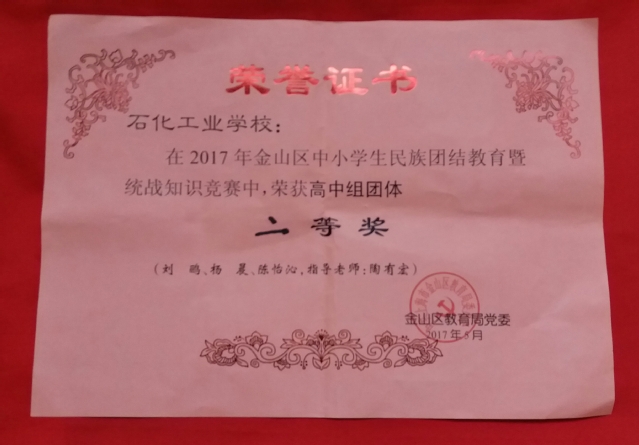 荣誉证书
石化工业学校：
在2017年金山区中小学生民族团结教育暨
统战知识竞赛中，荣获高中组团体
二等奖
（刘 鹏、杨 晨、陈怡沁，指导老师：陶有宏）
金山区教育局党委
2017年5月